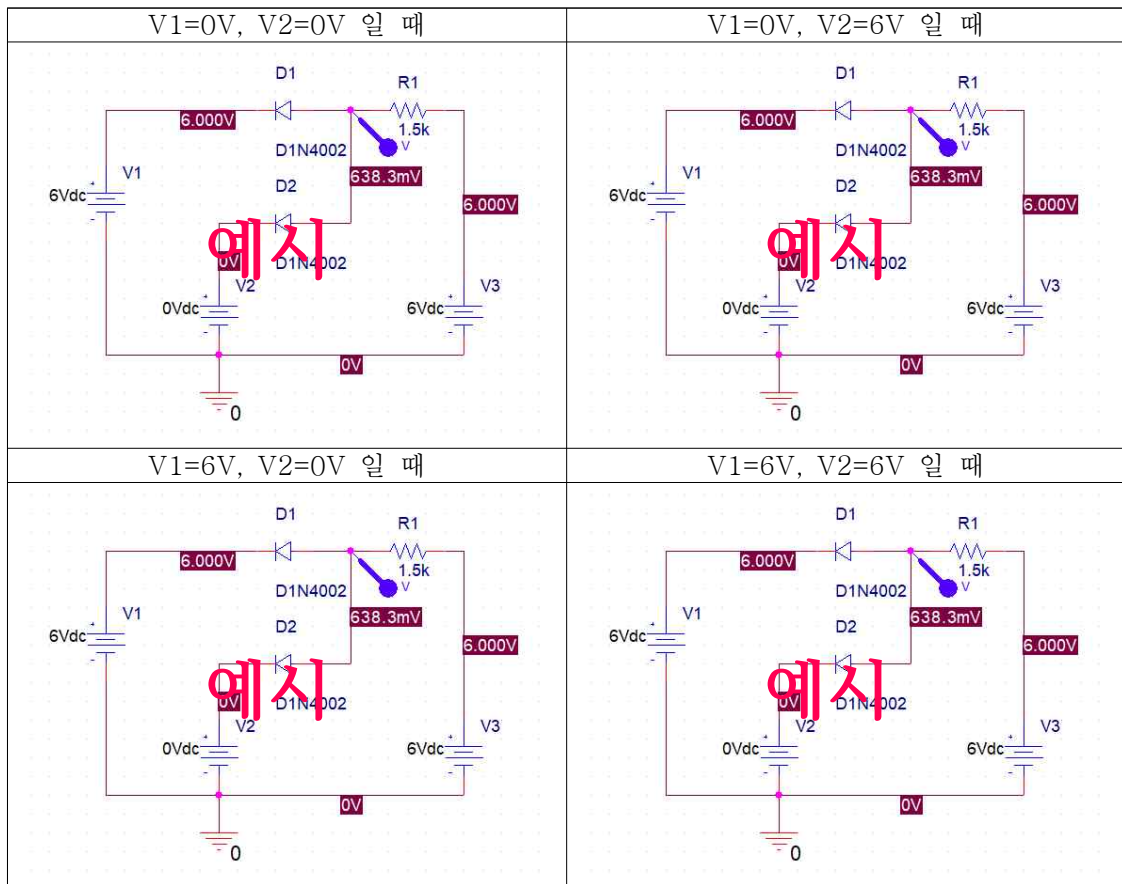 V1=0V, V2=0V 일 때
V1=0V, V2=6V 일 때
D1
R1
6.000V
1.5k
V
D1N4002
V1
D2
638.3mV
6Vdc
6.000V
예시
0V
D1N4002
V2
V3
0Vdc
6Vdc
0V
0
D1
R1
6.000V
1.5k
V
D1N4002
V1
D2
638.3mV
6Vdc
6.000V
예시
0V
D1N4002
V2
V3
0Vdc
6Vdc
0V
0
V1=6V, V2=0V 일 때
V1=6V, V2=6V 일 때
D1
R1
6.000V
1.5k
V
D1N4002
V1
D2
638.3mV
6Vdc
6.000V
예시
0V
D1N4002
V2
V3
0Vdc
6Vdc
0V
0
D1
R1
6.000V
1.5k
V
D1N4002
V1
D2
638.3mV
6Vdc
6.000V
예시
0V
D1N4002
V2
V3
0Vdc
6Vdc
0V
0